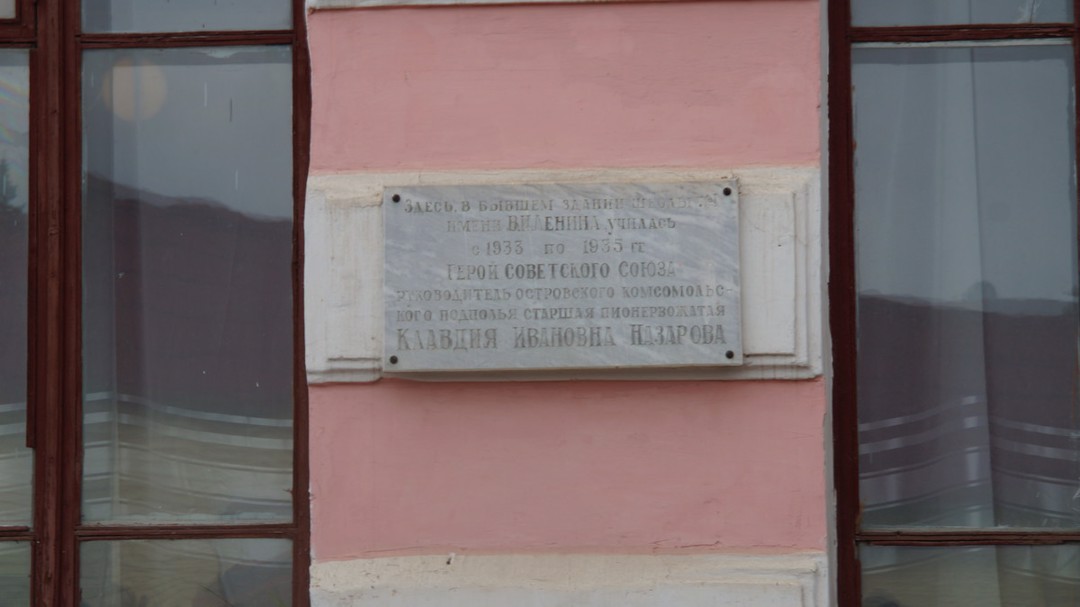 ЗДЕСЬ, В БЫВШЕМ ЗДАНИИ ШКОЛЫ
ИМЕНИ В.И.ЛЕНИНА, УЧИЛАСЬ
С 1933 ПО 1935 ГГ
ГЕРОЙ СОВЕТСКОГО СОЮЗА
РУКОВОДИТЕЛЬ ОСТРОВСКОГО КОМСОМОЛЬС-
КОГО ПОДПОЛЬЯ СТАРШАЯ ПИОНЕРВОЖАТАЯ
КЛАВДИЯ ИВАНОВНА НАЗАРОВА